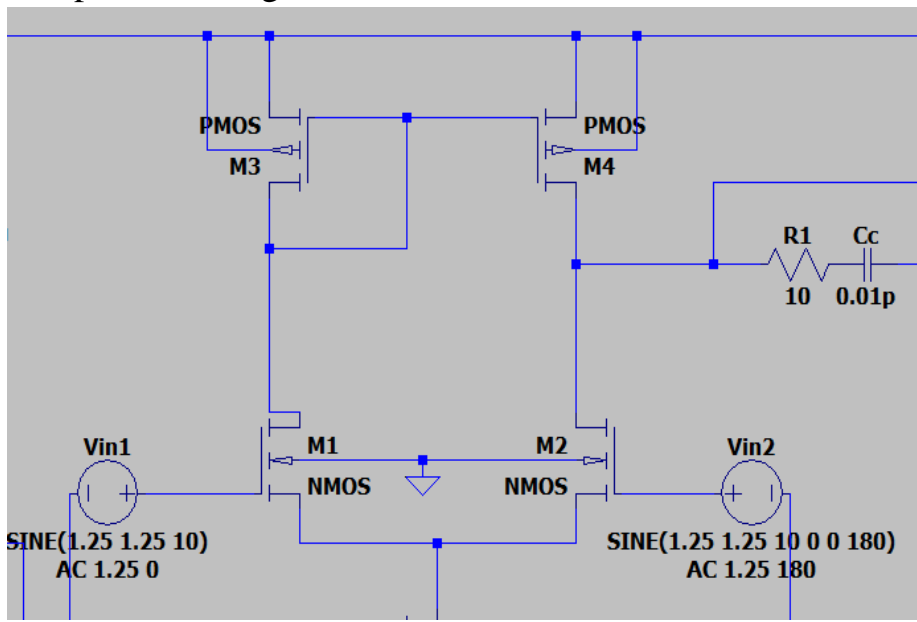 PMOS
M3
PMOS
M4
R1
Cc
10
0.01p
Vin1
M1
NMOS
M2
NMOS
Vin2
SINE(1.25 1.25 10)
AC 1.25 0
SINE(1.25 1.25 10 0 0 180)
AC 1.25 180